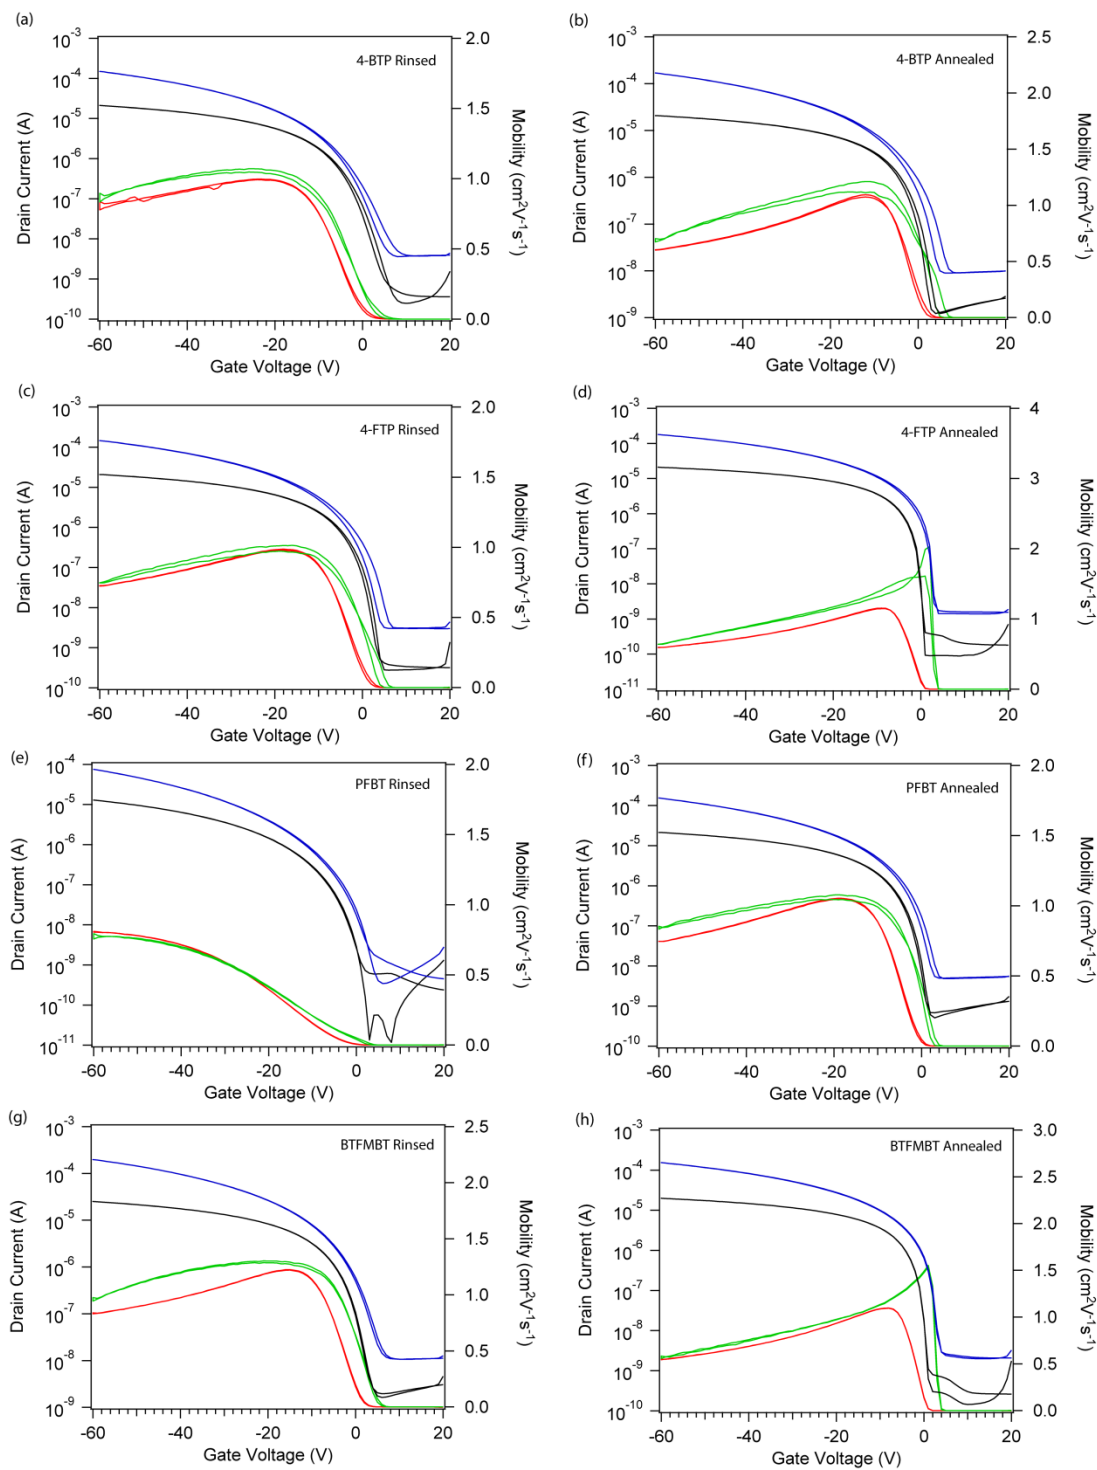 (a)
4-BTP Rinsed
10⁻³
10⁻⁴
10⁻⁵
10⁻⁶
10⁻⁷
10⁻⁸
10⁻⁹
10⁻¹⁰
Drain Current (A)
2.0
1.5
1.0
0.5
0.0
Mobility (cm²V⁻¹s⁻¹)
-60 -40 -20 0 20
Gate Voltage (V)
(b)
4-BTP Annealed
10⁻³
10⁻⁴
10⁻⁵
10⁻⁶
10⁻⁷
10⁻⁸
10⁻⁹
Drain Current (A)
2.5
2.0
1.5
1.0
0.5
0.0
Mobility (cm²V⁻¹s⁻¹)
-60 -40 -20 0 20
Gate Voltage (V)
(c)
4-FTP Rinsed
10⁻³
10⁻⁴
10⁻⁵
10⁻⁶
10⁻⁷
10⁻⁸
10⁻⁹
10⁻¹⁰
Drain Current (A)
2.0
1.5
1.0
0.5
0.0
Mobility (cm²V⁻¹s⁻¹)
-60 -40 -20 0 20
Gate Voltage (V)
(d)
4-FTP Annealed
10⁻³
10⁻⁴
10⁻⁵
10⁻⁶
10⁻⁷
10⁻⁸
10⁻⁹
10⁻¹⁰
10⁻¹¹
Drain Current (A)
4
3
2
1
0
Mobility (cm²V⁻¹s⁻¹)
-60 -40 -20 0 20
Gate Voltage (V)
(e)
PFBT Rinsed
10⁻⁴
10⁻⁵
10⁻⁶
10⁻⁷
10⁻⁸
10⁻⁹
10⁻¹⁰
10⁻¹¹
Drain Current (A)
2.0
1.5
1.0
0.5
0.0
Mobility (cm²V⁻¹s⁻¹)
-60 -40 -20 0 20
Gate Voltage (V)
(f)
PFBT Annealed
10⁻³
10⁻⁴
10⁻⁵
10⁻⁶
10⁻⁷
10⁻⁸
10⁻⁹
10⁻¹⁰
Drain Current (A)
2.0
1.5
1.0
0.5
0.0
Mobility (cm²V⁻¹s⁻¹)
-60 -40 -20 0 20
Gate Voltage (V)
(g)
BTFMBT Rinsed
10⁻³
10⁻⁴
10⁻⁵
10⁻⁶
10⁻⁷
10⁻⁸
10⁻⁹
Drain Current (A)
2.5
2.0
1.5
1.0
0.5
0.0
Mobility (cm²V⁻¹s⁻¹)
-60 -40 -20 0 20
Gate Voltage (V)
(h)
BTFMBT Annealed
10⁻³
10⁻⁴
10⁻⁵
10⁻⁶
10⁻⁷
10⁻⁸
10⁻⁹
10⁻¹⁰
Drain Current (A)
3.0
2.5
2.0
1.5
1.0
0.5
0.0
Mobility (cm²V⁻¹s⁻¹)
-60 -40 -20 0 20
Gate Voltage (V)